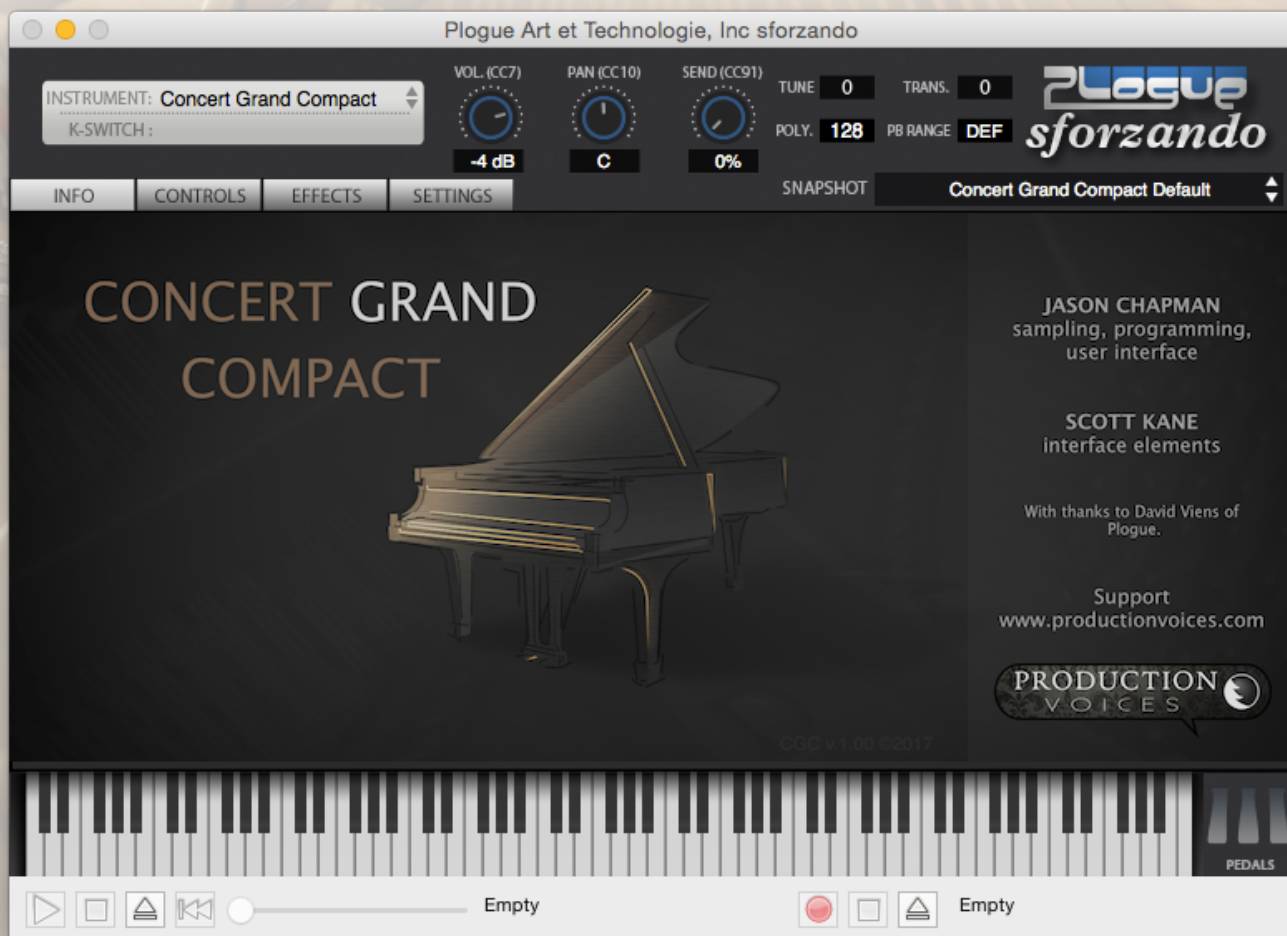 Plogue Art et Technologie, Inc sforzando
INSTRUMENT: Concert Grand Compact
K-SWITCH :
VOL. (CC7)
-4 dB
PAN (CC10)
C
SEND (CC91)
0%
TUNE 0
TRANS. 0
POLY. 128
PB RANGE DEF
PLogue
sforzando
INFO
CONTROLS
EFFECTS
SETTINGS
SNAPSHOT Concert Grand Compact Default
CONCERT GRAND
COMPACT
JASON CHAPMAN
sampling, programming,
user interface
SCOTT KANE
interface elements
With thanks to David Viens of
Plogue.
Support
www.productionvoices.com
PRODUCTION
VOICES
CGC v.1.00 ©2017
PEDALS
Empty
Empty